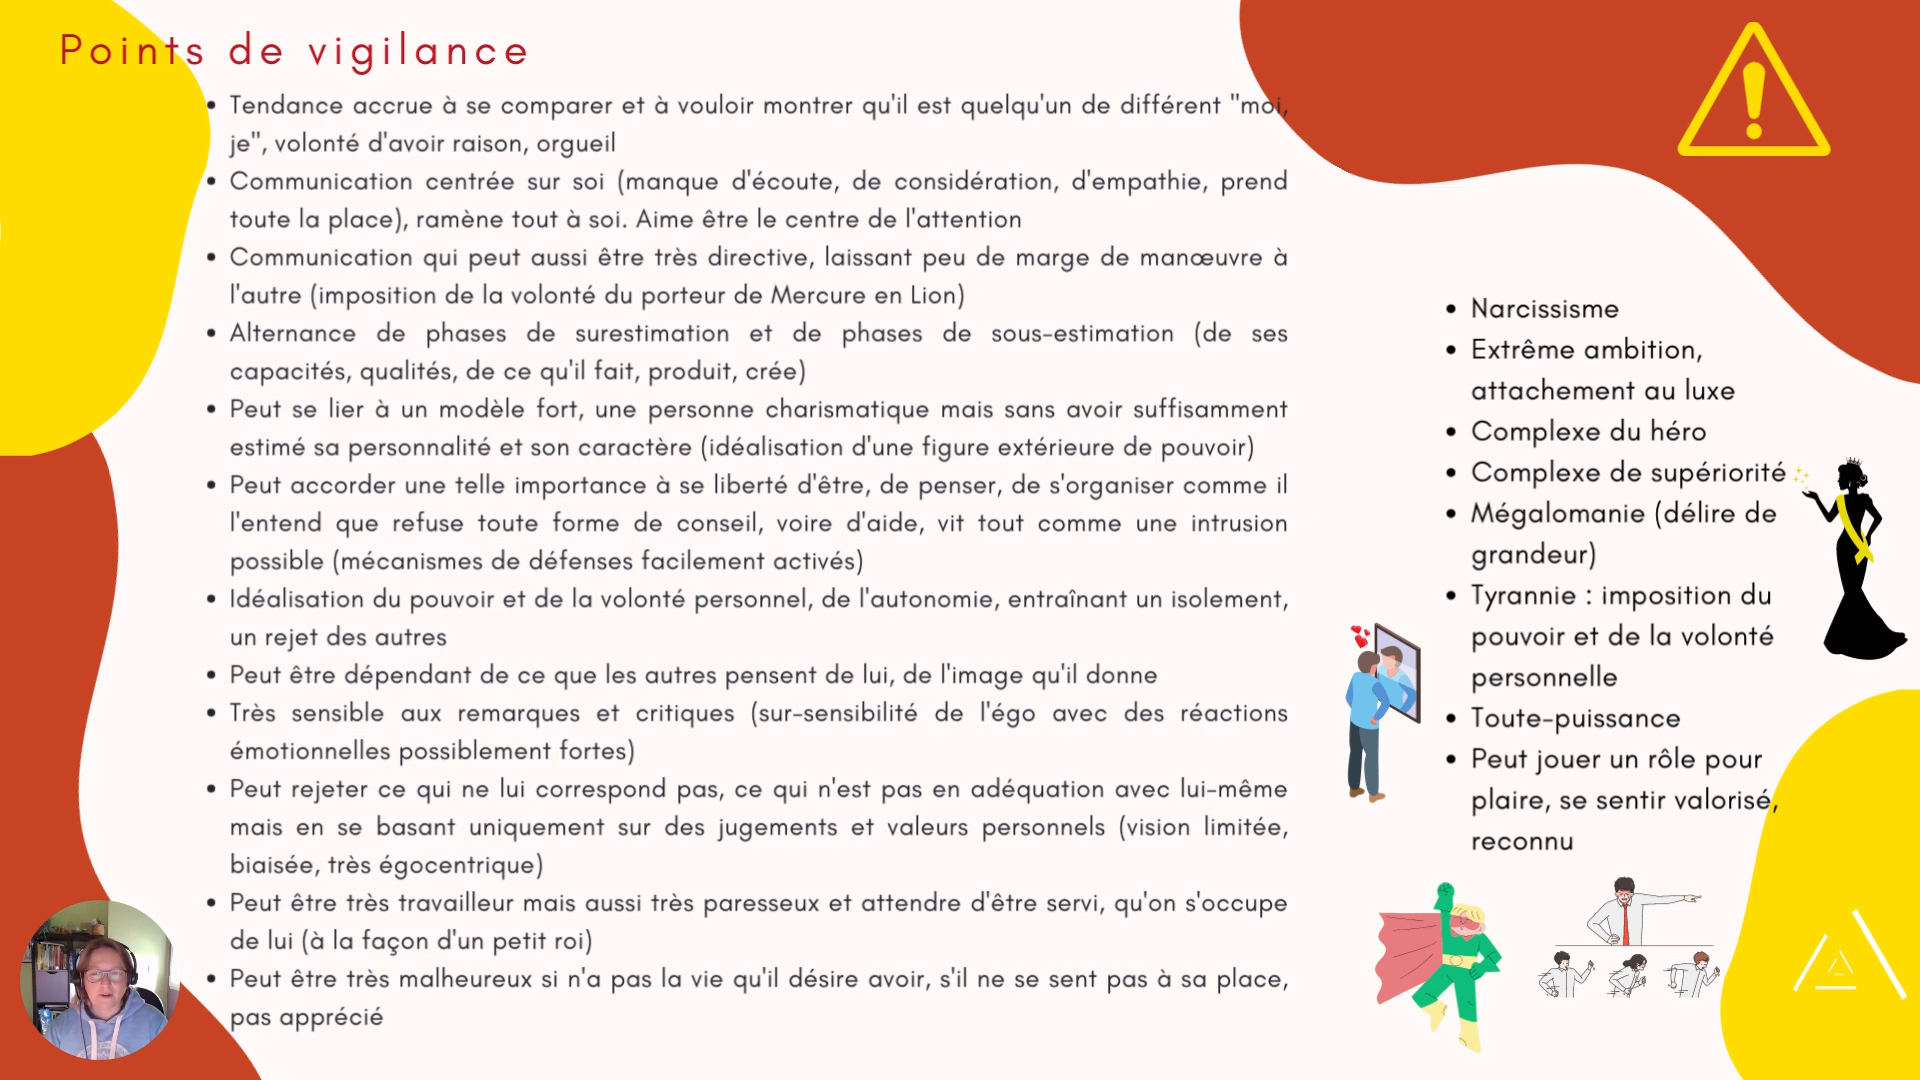 Points de vigilance
• Tendance accrue à se comparer et à vouloir montrer qu'il est quelqu'un de différent "moi,
je", volonté d'avoir raison, orgueil
• Communication centrée sur soi (manque d'écoute, de considération, d'empathie, prend
toute la place), ramène tout à soi. Aime être le centre de l'attention
• Communication qui peut aussi être très directive, laissant peu de marge de manœuvre à
l'autre (imposition de la volonté du porteur de Mercure en Lion)
• Alternance de phases de surestimation et de phases de sous-estimation (de ses
capacités, qualités, de ce qu'il fait, produit, crée)
• Peut se lier à un modèle fort, une personne charismatique mais sans avoir suffisamment
estimé sa personnalité et son caractère (idéalisation d'une figure extérieure de pouvoir)
• Peut accorder une telle importance à se liberté d'être, de penser, de s'organiser comme il
l'entend que refuse toute forme de conseil, voire d'aide, vit tout comme une intrusion
possible (mécanismes de défenses facilement activés)
• Idéalisation du pouvoir et de la volonté personnel, de l'autonomie, entraînant un isolement,
un rejet des autres
• Peut être dépendant de ce que les autres pensent de lui, de l'image qu'il donne
• Très sensible aux remarques et critiques (sur-sensibilité de l'égo avec des réactions
émotionnelles possiblement fortes)
• Peut rejeter ce qui ne lui correspond pas, ce qui n'est pas en adéquation avec lui-même
mais en se basant uniquement sur des jugements et valeurs personnels (vision limitée,
biaisée, très égocentrique)
• Peut être très travailleur mais aussi très paresseux et attendre d'être servi, qu'on s'occupe
de lui (à la façon d'un petit roi)
• Peut être très malheureux si n'a pas la vie qu'il désire avoir, s'il ne se sent pas à sa place,
pas apprécié
• Narcissisme
• Extrême ambition,
attachement au luxe
• Complexe du héro
• Complexe de supériorité
• Mégalomanie (délire de
grandeur)
• Tyrannie : imposition du
pouvoir et de la volonté
personnelle
• Toute-puissance
• Peut jouer un rôle pour
plaire, se sentir valorisé,
reconnu